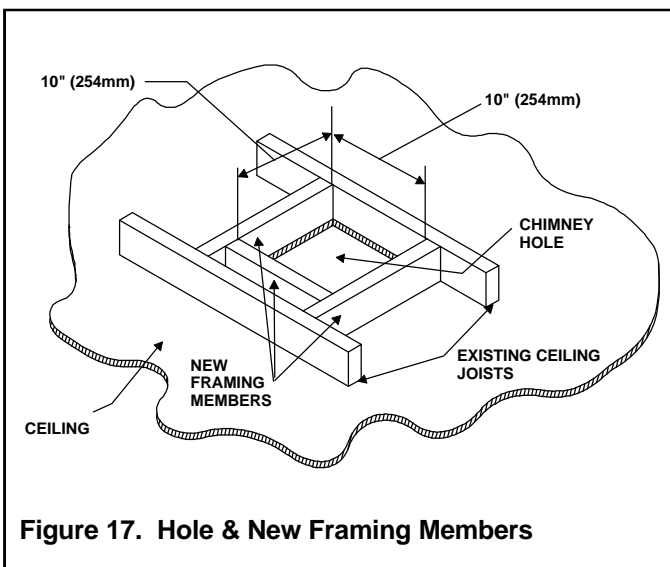 10" (254mm)
10" (254mm)
CHIMNEY
HOLE
EXISTING CEILING
JOISTS
NEW
FRAMING
MEMBERS
CEILING
Figure 17.  Hole & New Framing Members